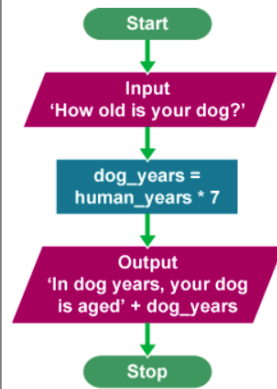 Start
Input
‘How old is your dog?’
dog_years =
human_years * 7
Output
‘In dog years, your dog
is aged’ + dog_years
Stop